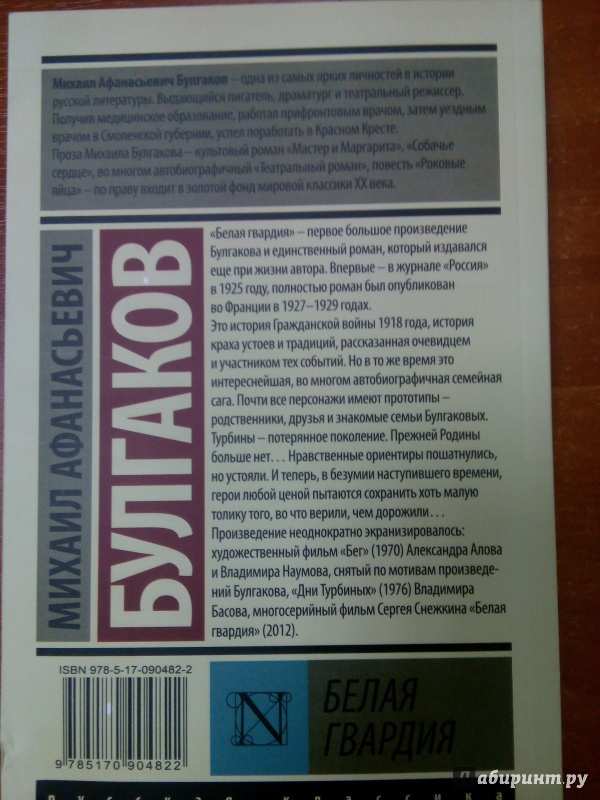 Михаил Афанасьевич Булгаков – одна из самых ярких личностей в истории
русской литературы. Выдающийся писатель, драматург и театральный режиссер.
Получив медицинское образование, работал прифронтовым врачом, затем уездным
врачом в Смоленской губернии, успел поработать в Красном Кресте.
Проза Михаила Булгакова – культовый роман «Мастер и Маргарита», «Собачье
сердце», во многом автобиографичный «Театральный роман», повесть «Роковые
яйца» – по праву входит в золотой фонд мировой классики XX века.
МИХАИЛ АФАНАСЬЕВИЧ
БУЛГАКОВ
«Белая гвардия» – первое большое произведение
Булгакова и единственный роман, который издавался
еще при жизни автора. Впервые – в журнале «Россия»
в 1925 году, полностью роман был опубликован
во Франции в 1927–1929 годах.
Это история Гражданской войны 1918 года, история
краха устоев и традиций, рассказанная очевидцем
и участником тех событий. Но в то же время это
интереснейшая, во многом автобиографичная семейная
сага. Почти все персонажи имеют прототипы –
родственники, друзья и знакомые семьи Булгаковых.
Турбины – потерянное поколение. Прежней Родины
больше нет… Нравственные ориентиры пошатнулись,
но устояли. И теперь, в безумии наступившего времени,
герои любой ценой пытаются сохранить хоть малую
толику того, во что верили, чем дорожили…
Произведение неоднократно экранизировалось:
художественный фильм «Бег» (1970) Александра Алова
и Владимира Наумова, снятый по мотивам произведе-
ний Булгакова, «Дни Турбиных» (1976) Владимира
Басова, многосерийный фильм Сергея Снежкина «Белая
гвардия» (2012).
ISBN 978-5-17-090482-2
9 785170 904822
N
БЕЛАЯ
ГВАРДИЯ
русская классика
лабиринт.ру